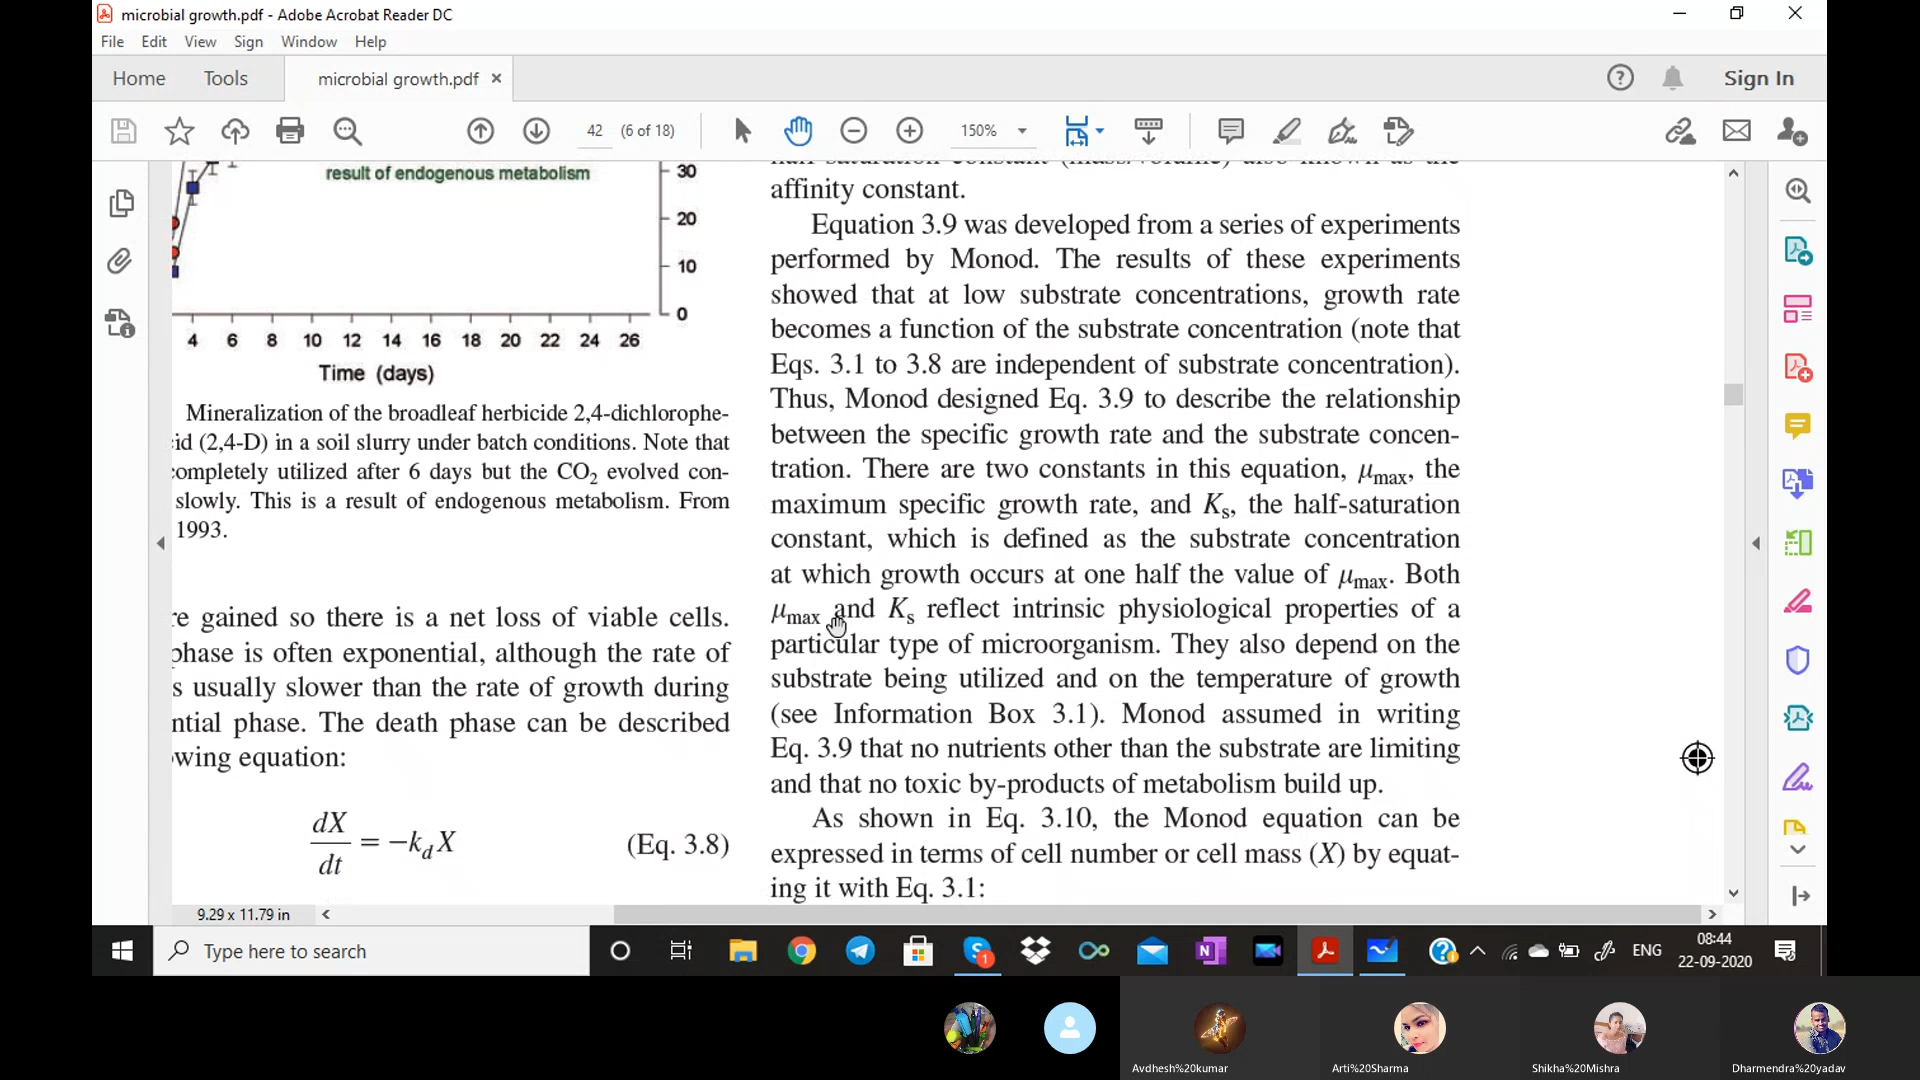 microbial growth.pdf - Adobe Acrobat Reader DC
File Edit View Sign Window Help
Home Tools microbial growth.pdf × Sign In
42 (6 of 18) 150%
result of endogenous metabolism
30
20
10
0
4 6 8 10 12 14 16 18 20 22 24 26
Time (days)
Mineralization of the broadleaf herbicide 2,4-dichlorophe-
id (2,4-D) in a soil slurry under batch conditions. Note that
completely utilized after 6 days but the CO₂ evolved con-
slowly. This is a result of endogenous metabolism. From
1993.
re gained so there is a net loss of viable cells.
phase is often exponential, although the rate of
s usually slower than the rate of growth during
ntial phase. The death phase can be described
wing equation:
dX/dt = −k_d X (Eq. 3.8)
half saturation constant (mass/volume) also known as the
affinity constant.
Equation 3.9 was developed from a series of experiments
performed by Monod. The results of these experiments
showed that at low substrate concentrations, growth rate
becomes a function of the substrate concentration (note that
Eqs. 3.1 to 3.8 are independent of substrate concentration).
Thus, Monod designed Eq. 3.9 to describe the relationship
between the specific growth rate and the substrate concen-
tration. There are two constants in this equation, μmax, the
maximum specific growth rate, and Ks, the half-saturation
constant, which is defined as the substrate concentration
at which growth occurs at one half the value of μmax. Both
μmax and Ks reflect intrinsic physiological properties of a
particular type of microorganism. They also depend on the
substrate being utilized and on the temperature of growth
(see Information Box 3.1). Monod assumed in writing
Eq. 3.9 that no nutrients other than the substrate are limiting
and that no toxic by-products of metabolism build up.
As shown in Eq. 3.10, the Monod equation can be
expressed in terms of cell number or cell mass (X) by equat-
ing it with Eq. 3.1:
9.29 x 11.79 in
Type here to search
1
N
ENG
08:44
22-09-2020
Avdhesh%20kumar
Arti%20Sharma
Shikha%20Mishra
Dharmendra%20yadav